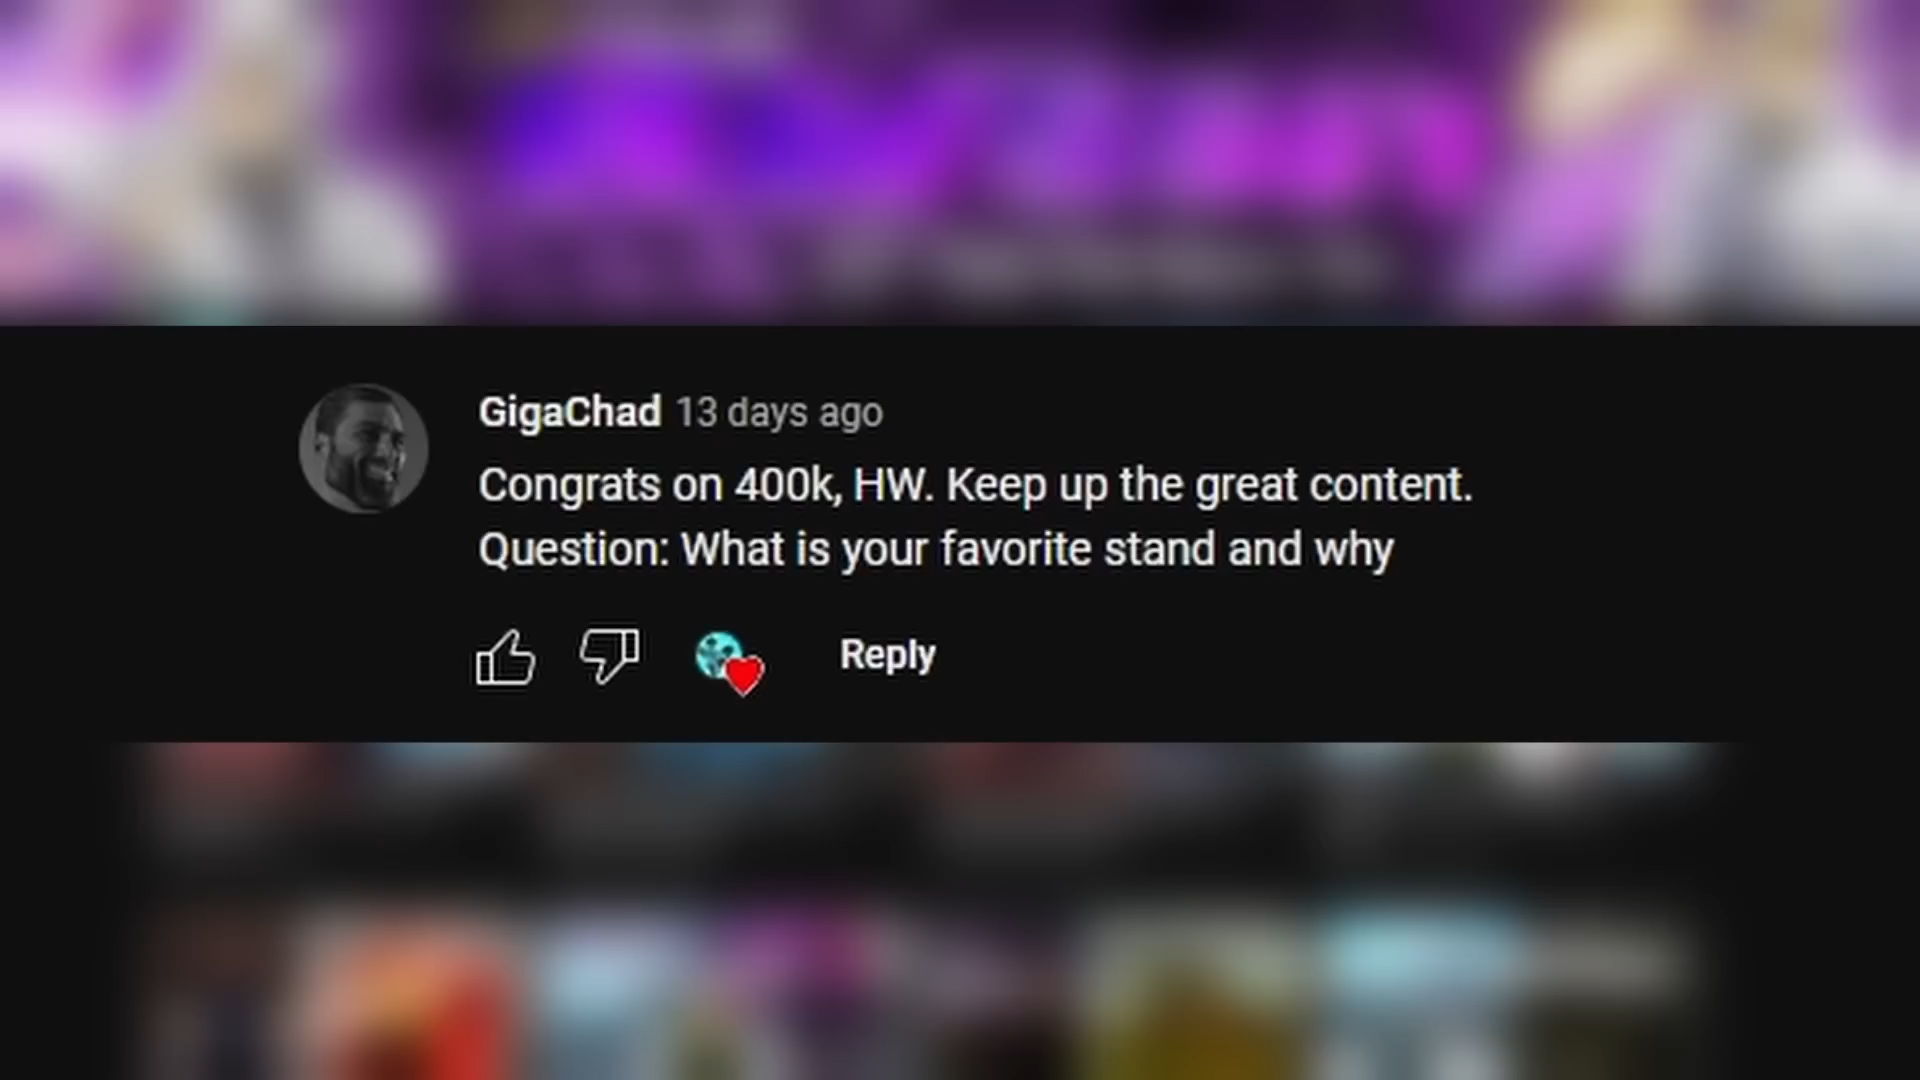 GigaChad 13 days ago
Congrats on 400k, HW. Keep up the great content.
Question: What is your favorite stand and why
Reply